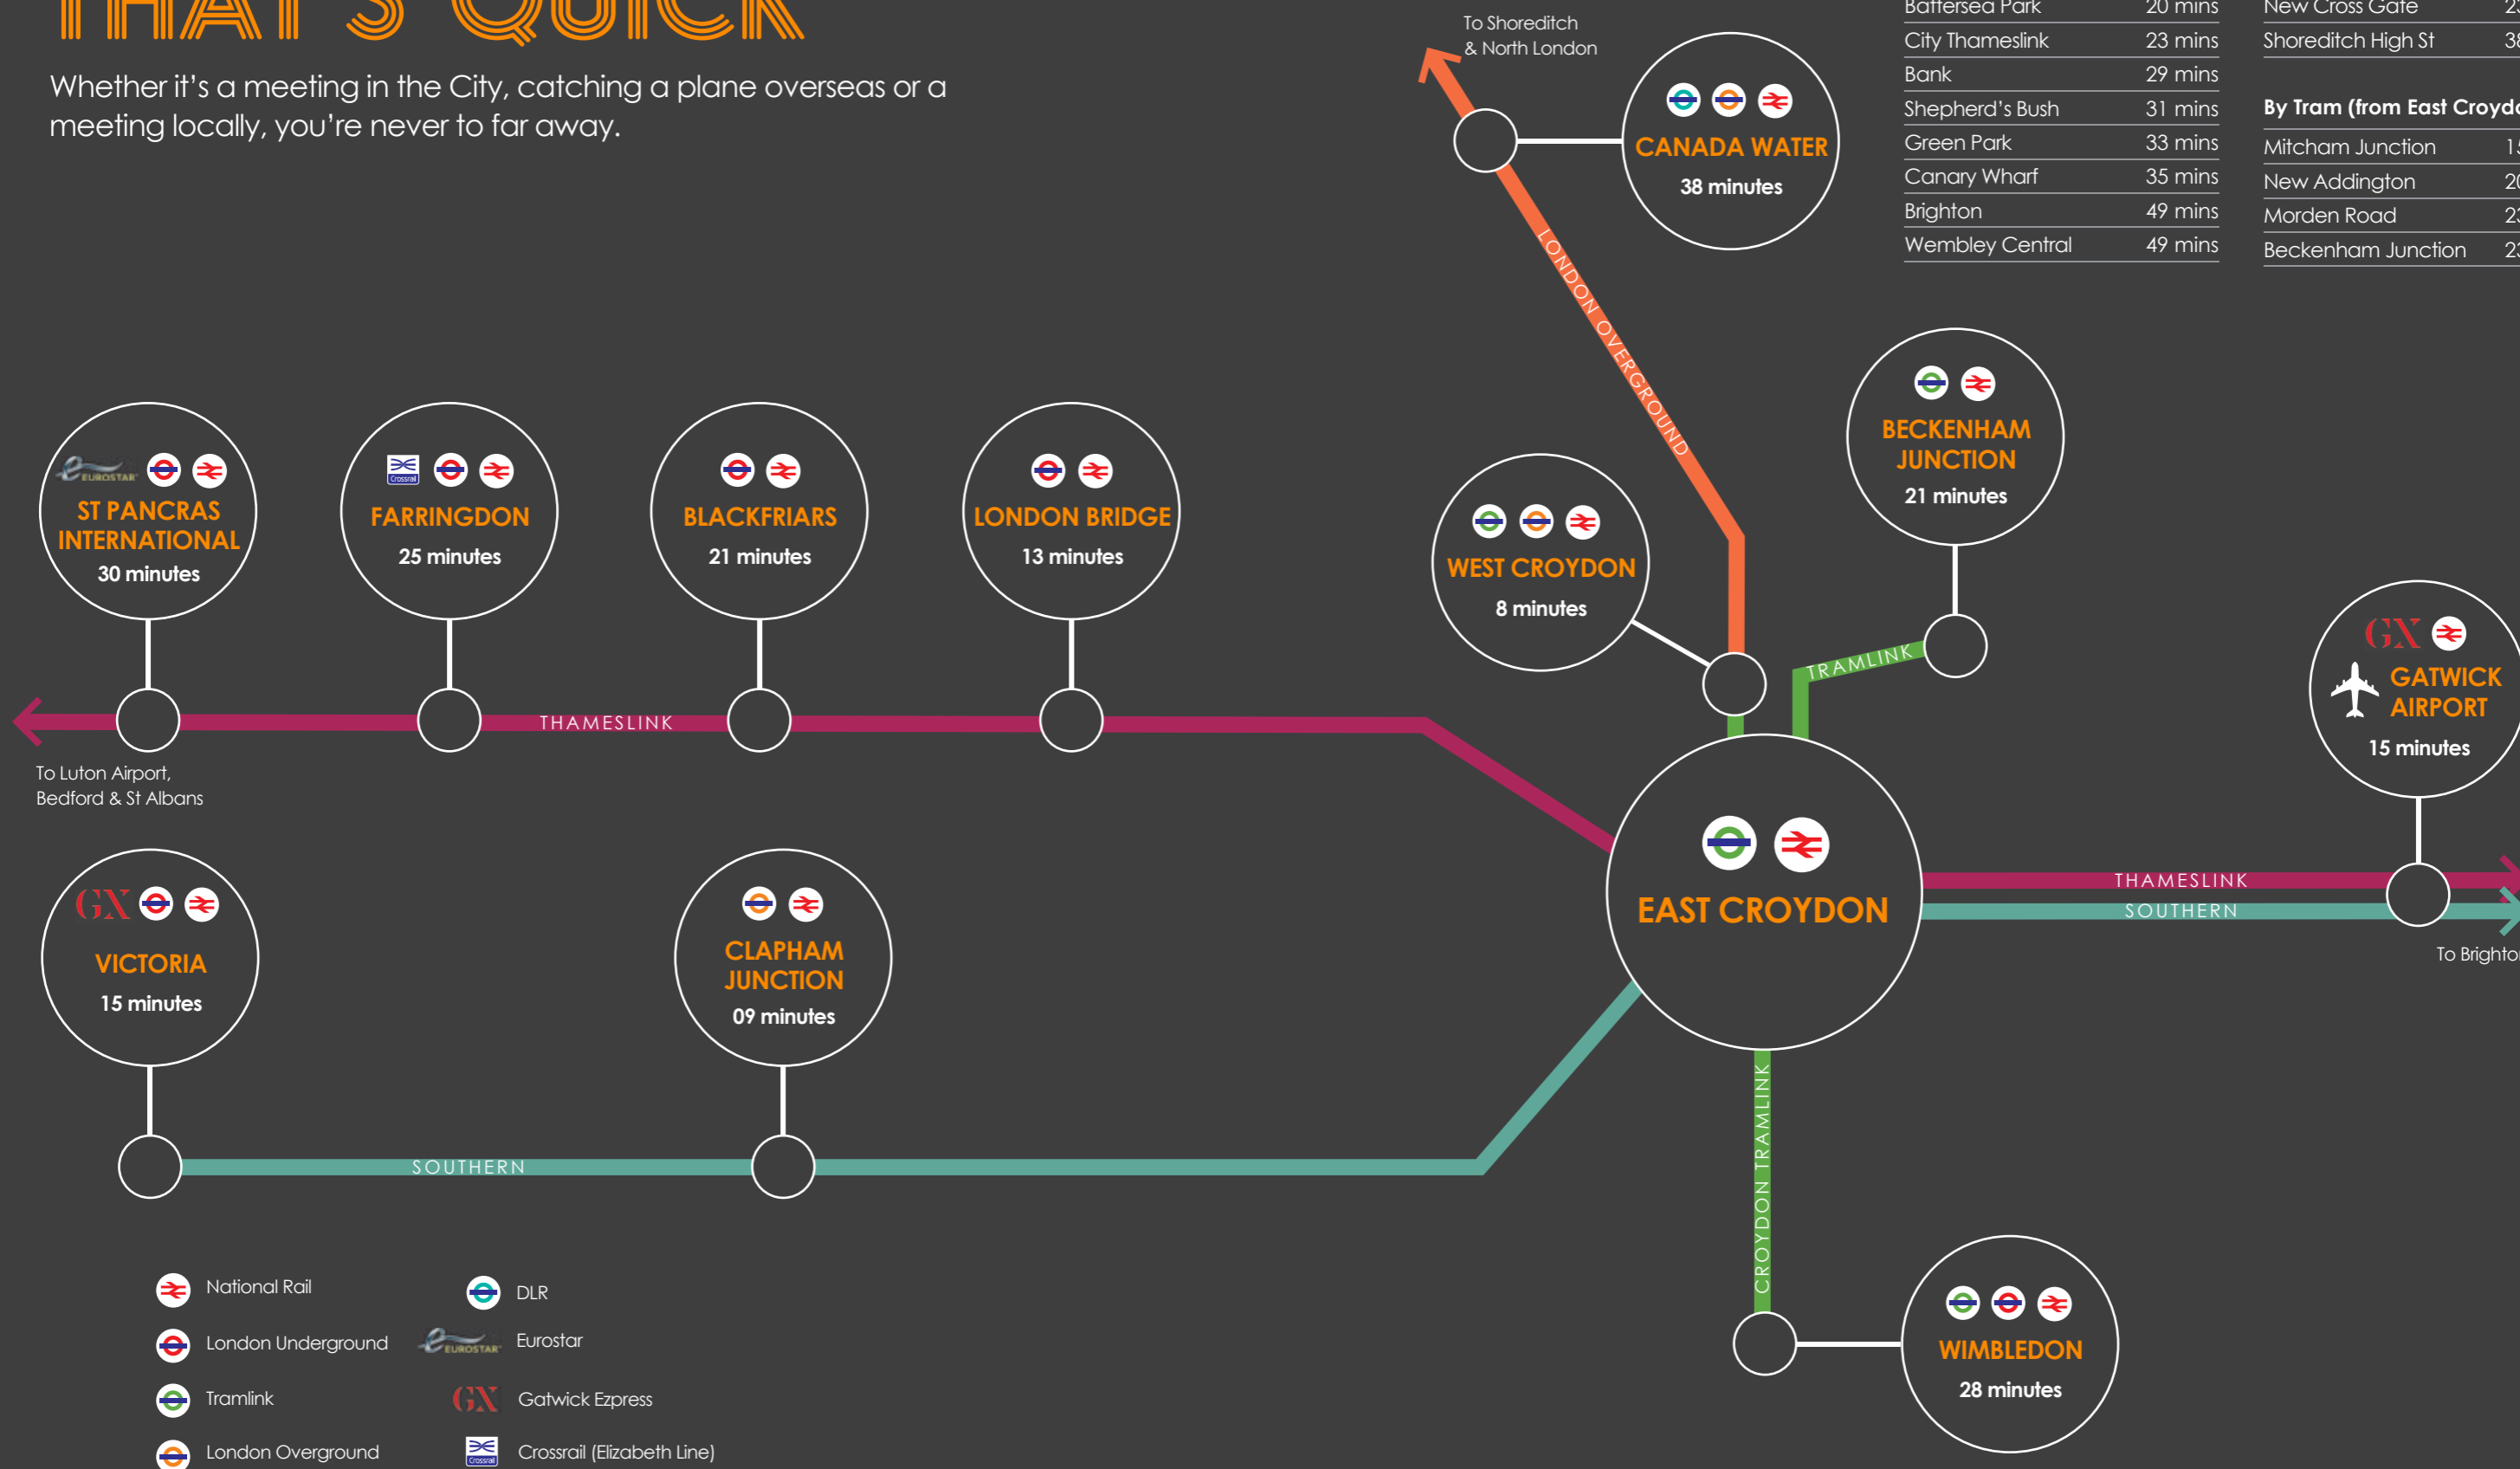 THAT'S QUICK
Whether it's a meeting in the City, catching a plane overseas or a
meeting locally, you're never to far away.
Battersea Park 20 mins
City Thameslink 23 mins
Bank 29 mins
Shepherd's Bush 31 mins
Green Park 33 mins
Canary Wharf 35 mins
Brighton 49 mins
Wembley Central 49 mins
New Cross Gate
Shoreditch High St
By Tram (from East
Mitcham Junction
New Addington
Morden Road
Beckenham Junction
To Shoreditch
& North London
CANADA WATER
38 minutes
LONDON OVERGROUND
BECKENHAM
JUNCTION
21 minutes
WEST CROYDON
8 minutes
TRAMLINK
EUROSTAR
ST PANCRAS
INTERNATIONAL
30 minutes
Crossrail
FARRINGDON
25 minutes
BLACKFRIARS
21 minutes
LONDON BRIDGE
13 minutes
THAMESLINK
To Luton Airport,
Bedford & St Albans
GX
GATWICK
AIRPORT
15 minutes
EAST CROYDON
THAMESLINK
SOUTHERN
To
GX
VICTORIA
15 minutes
CLAPHAM
JUNCTION
09 minutes
SOUTHERN
CROYDON TRAMLINK
WIMBLEDON
28 minutes
National Rail
London Underground
Tramlink
London Overground
DLR
EUROSTAR
Eurostar
GX
Gatwick Ezpress
Crossrail
Crossrail (Elizabeth Line)